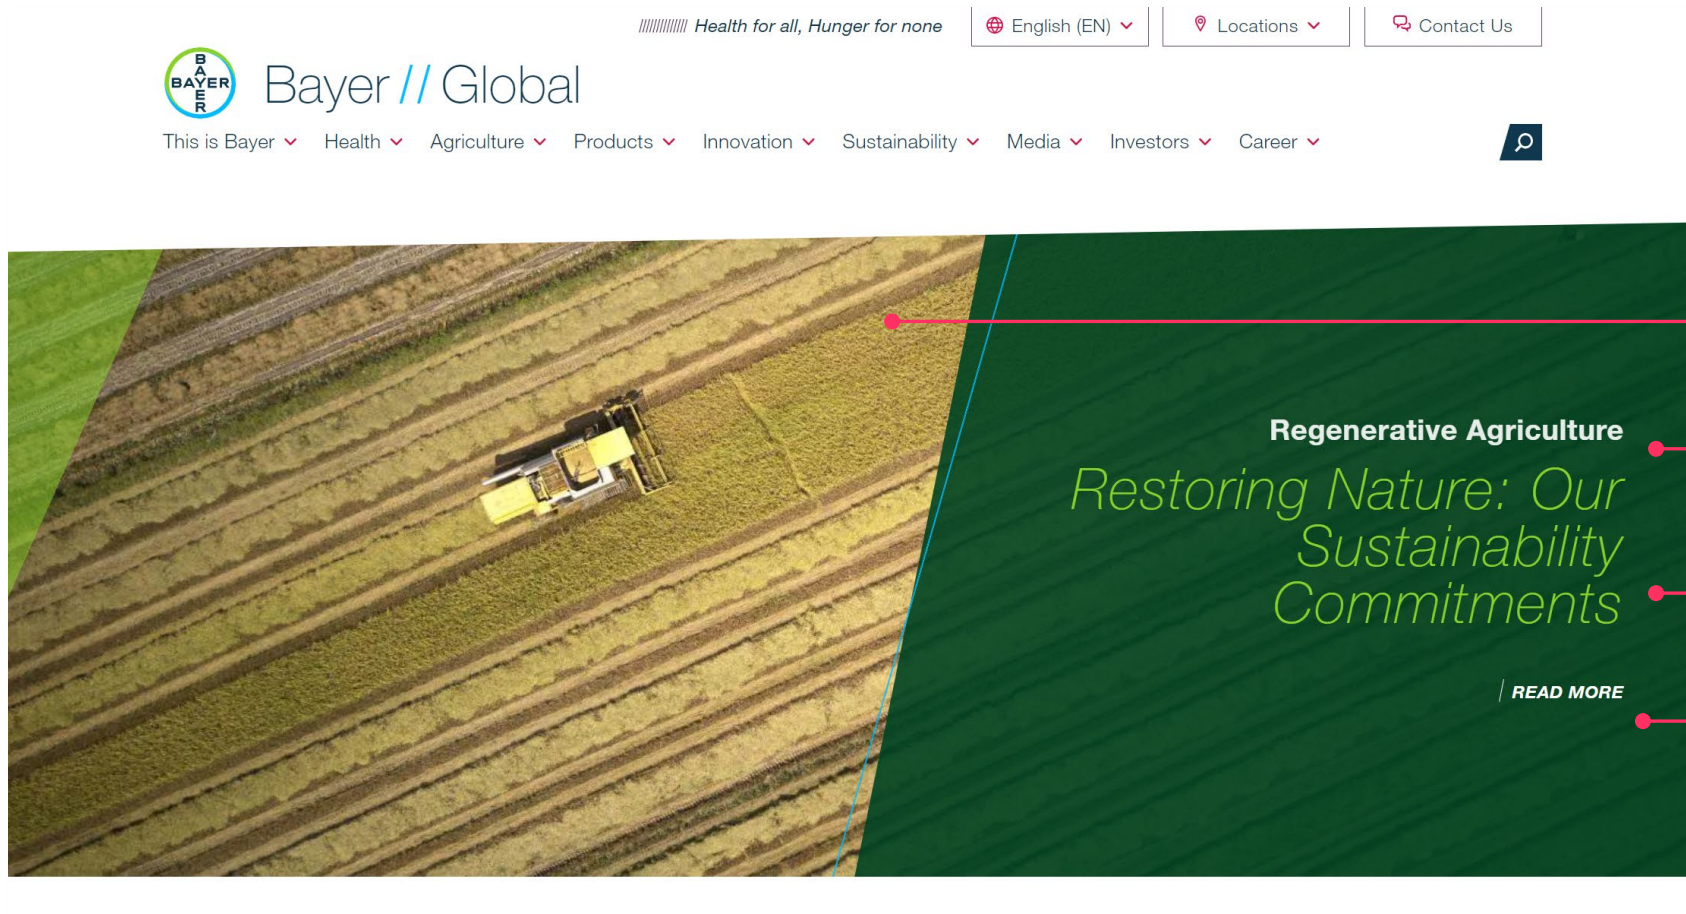 Health for all, Hunger for none
English (EN)
Locations
Contact Us
BAYER
BAYER
Bayer // Global
This is Bayer
Health
Agriculture
Products
Innovation
Sustainability
Media
Investors
Career
Regenerative Agriculture
Restoring Nature: Our
Sustainability
Commitments
READ MORE